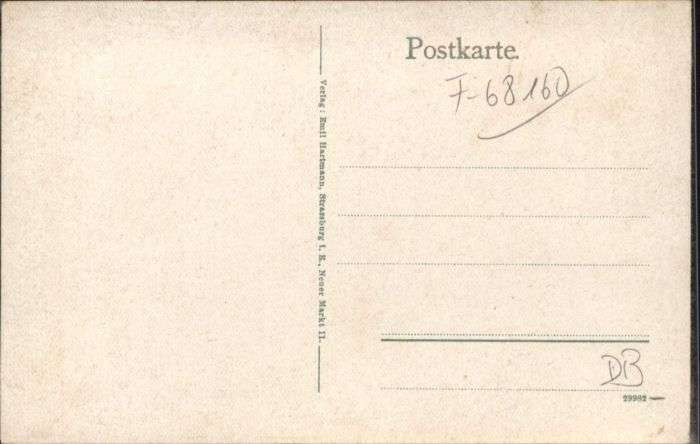 Postkarte.
F-68160
Verlag: Emil Hartmann, Strassburg i. E., Neuer Markt 11.
DB
29982